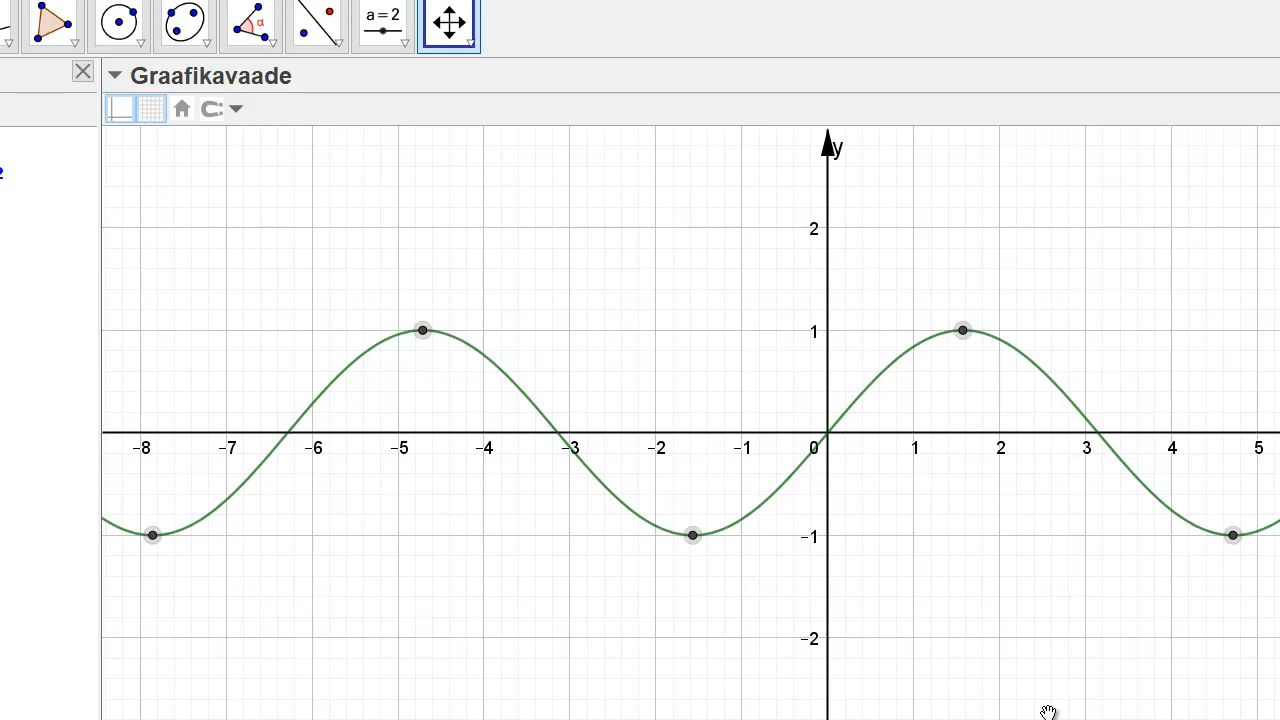 α
a=2
Graafikavaade
2
y
2
1
−8 −7 −6 −5 −4 −3 −2 −1 0 1 2 3 4 5
−1
−2